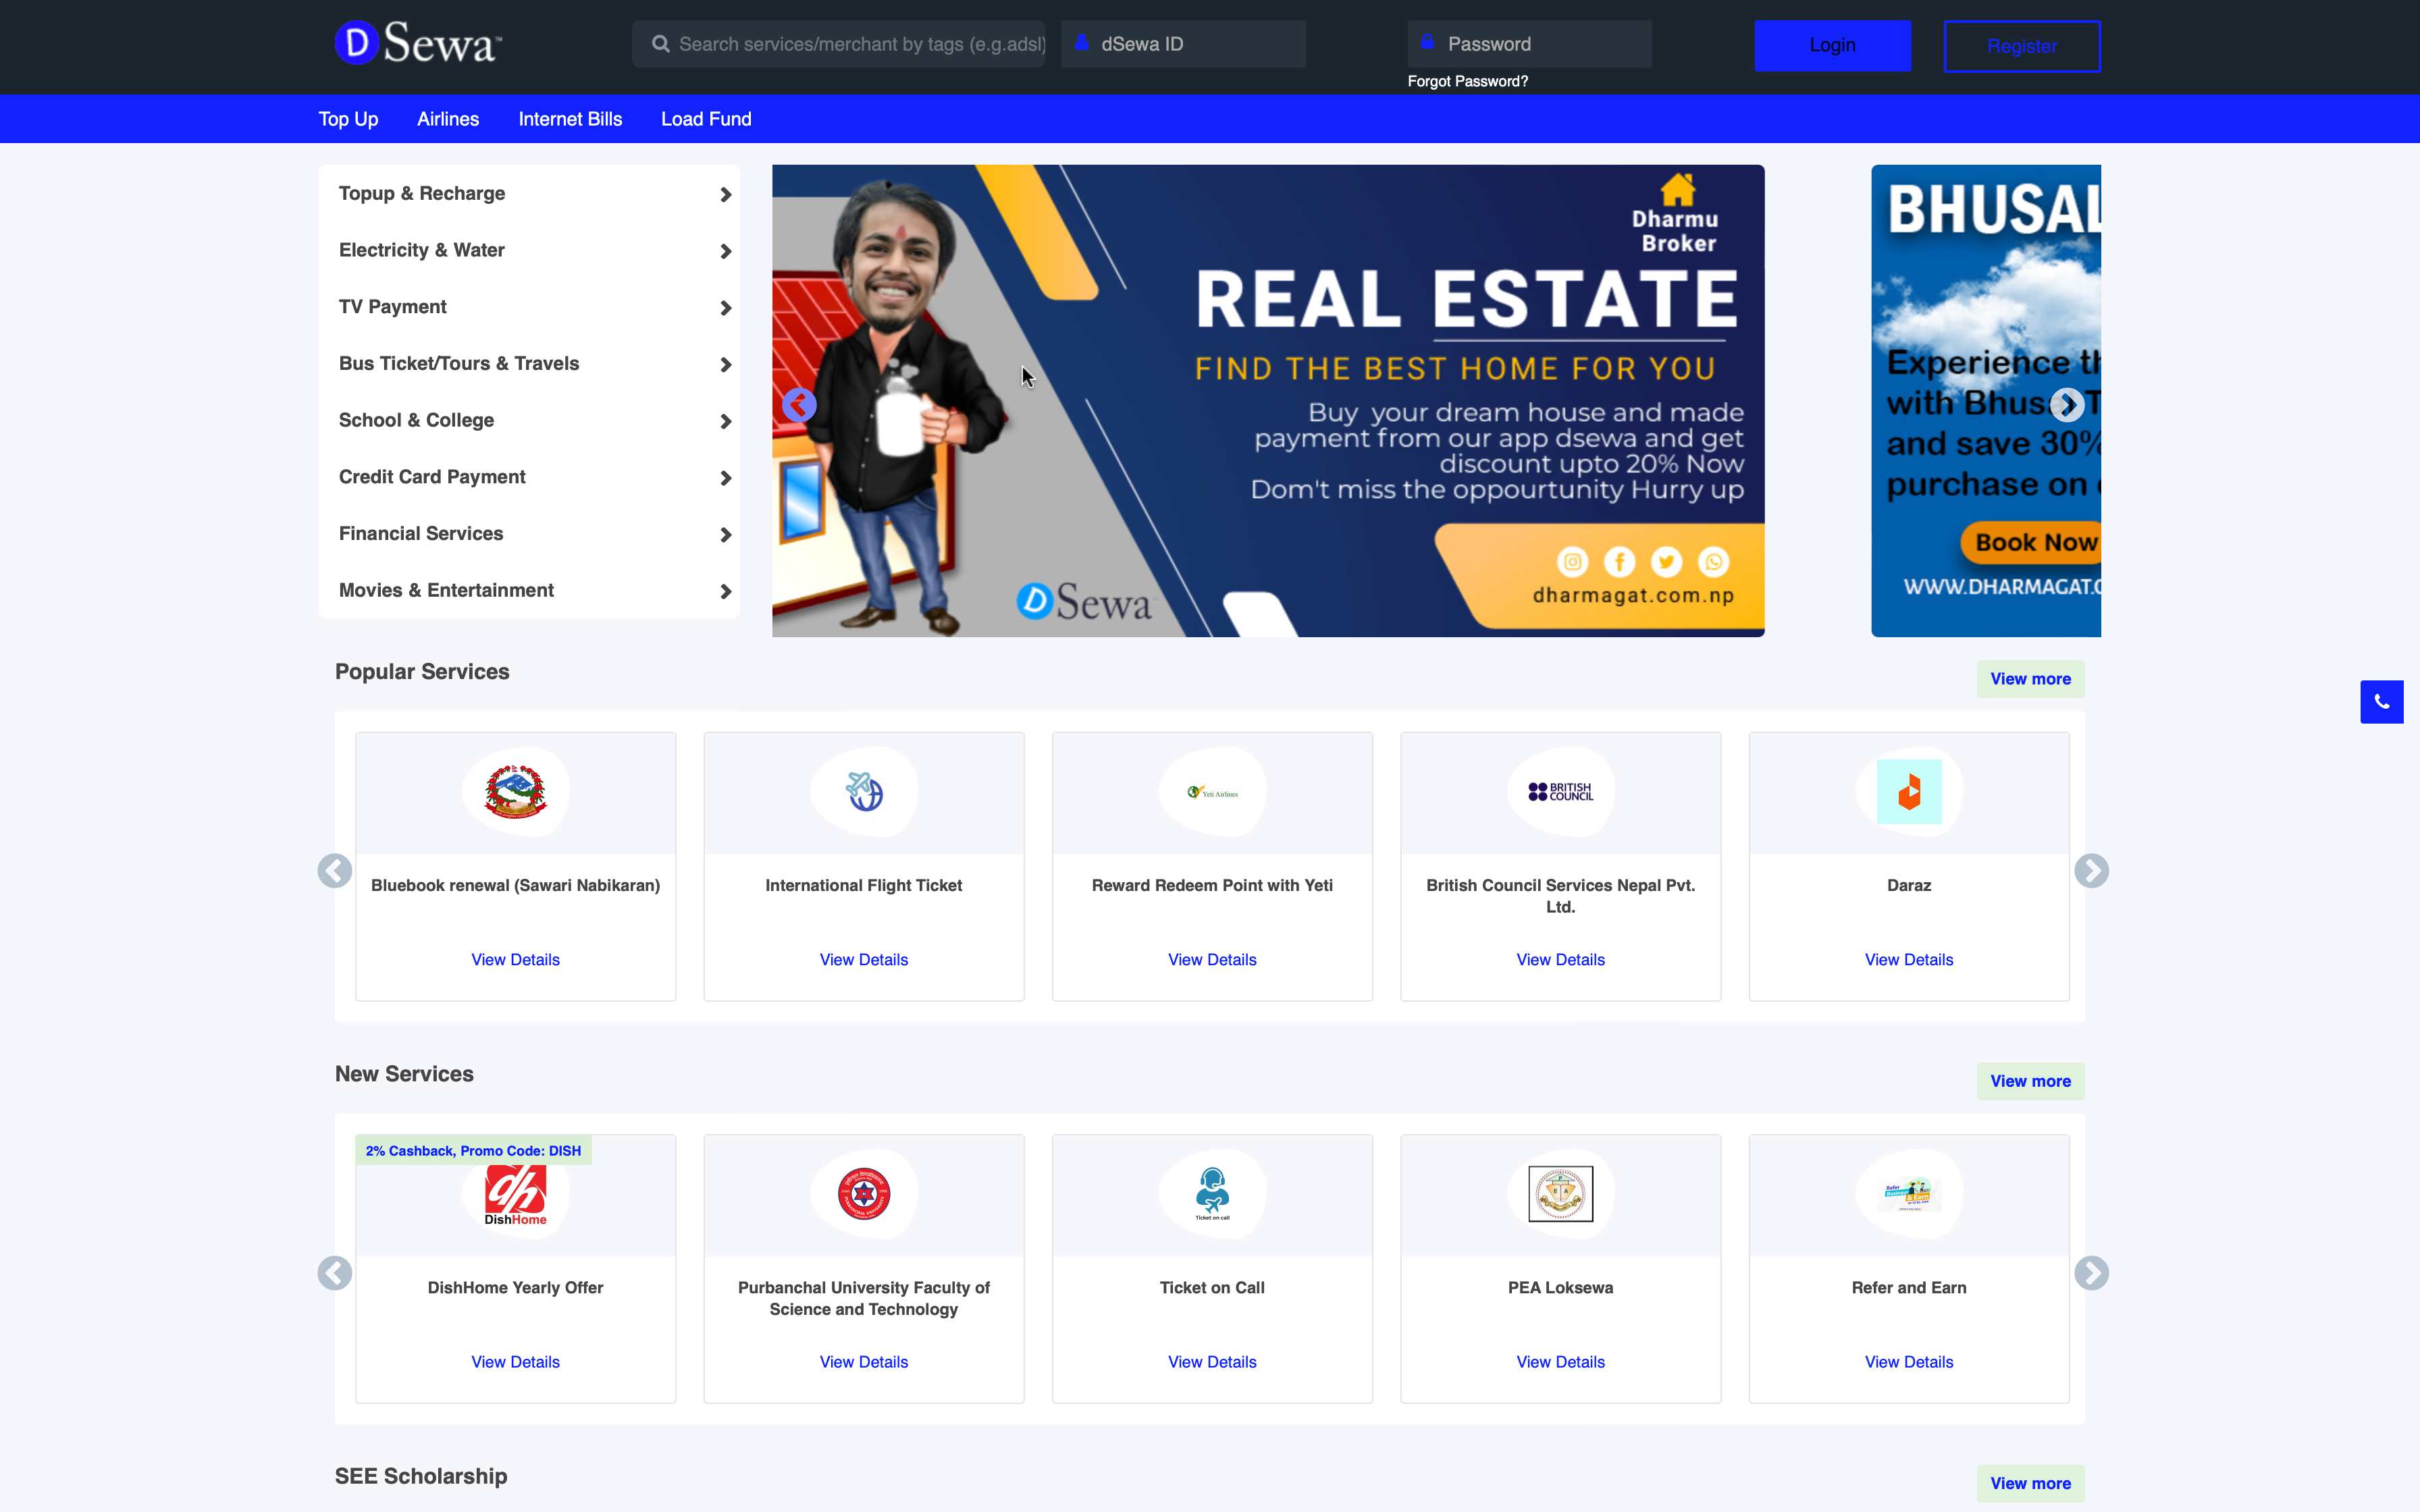 D Sewa™
Search services/merchant by tags (e.g.adsl)
dSewa ID
Password
Login
Register
Forgot Password?
Top Up
Airlines
Internet Bills
Load Fund
Topup & Recharge
Electricity & Water
TV Payment
Bus Ticket/Tours & Travels
School & College
Credit Card Payment
Financial Services
Movies & Entertainment
Dharmu
Broker
REAL ESTATE
FIND THE BEST HOME FOR YOU
Buy your dream house and made
payment from our app dsewa and get
discount upto 20% Now
Dom't miss the oppourtunity Hurry up
dharmagat.com.np
D Sewa
BHUSAL
Experience th
with Bhusa T
and save 30%
purchase on
Book Now
WWW.DHARMAGAT.C
Popular Services
View more
Yeti Airlines
BRITISH
COUNCIL
Bluebook renewal (Sawari Nabikaran)
International Flight Ticket
Reward Redeem Point with Yeti
British Council Services Nepal Pvt.
Ltd.
Daraz
View Details
View Details
View Details
View Details
View Details
New Services
View more
2% Cashback, Promo Code: DISH
dh
DishHome
Ticket on call
P
E A
Refer
& Earn
DishHome Yearly Offer
Purbanchal University Faculty of
Science and Technology
Ticket on Call
PEA Loksewa
Refer and Earn
View Details
View Details
View Details
View Details
View Details
SEE Scholarship
View more